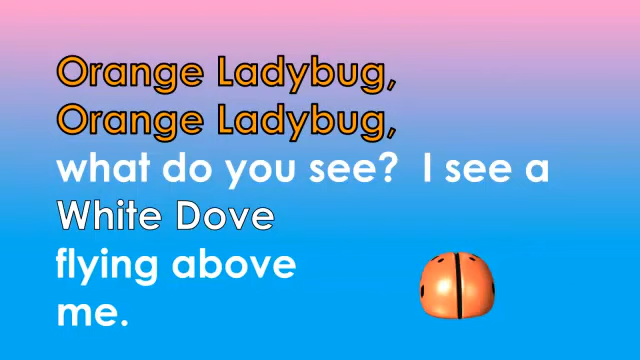 Orange Ladybug,
Orange Ladybug,
what do you see?  I see a
White Dove
flying above
me.